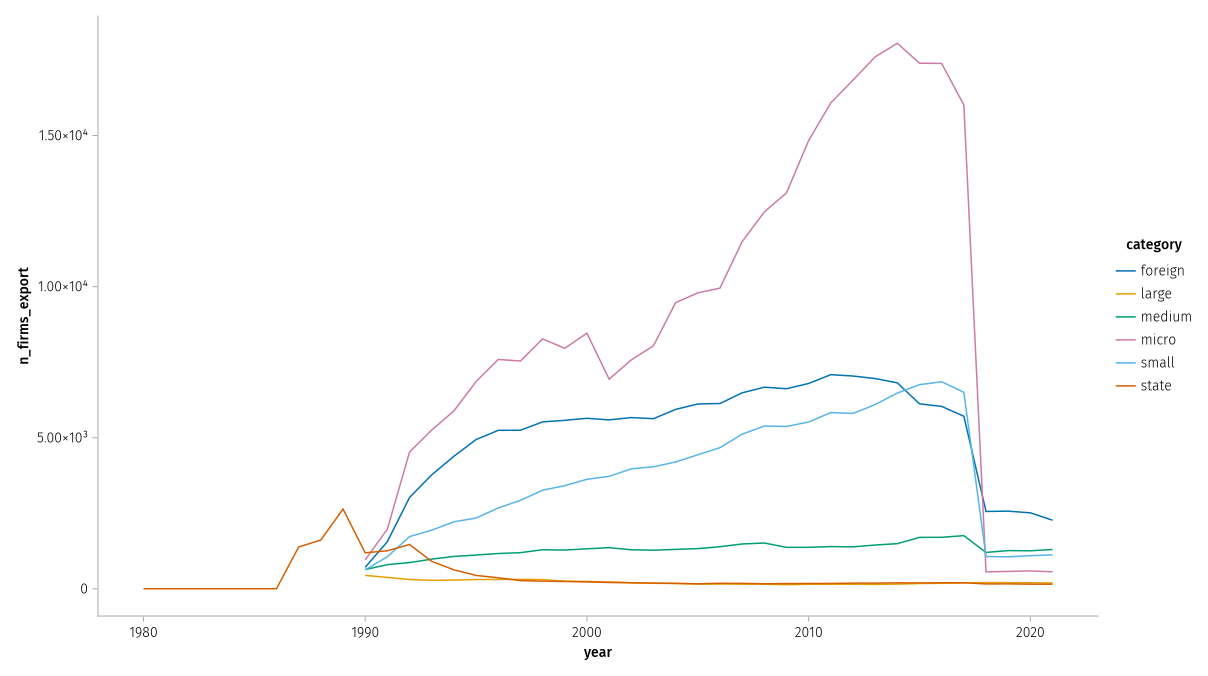 n_firms_export
1.50×10⁴
1.00×10⁴
5.00×10³
0
1980
1990
2000
2010
2020
year
category
foreign
large
medium
micro
small
state